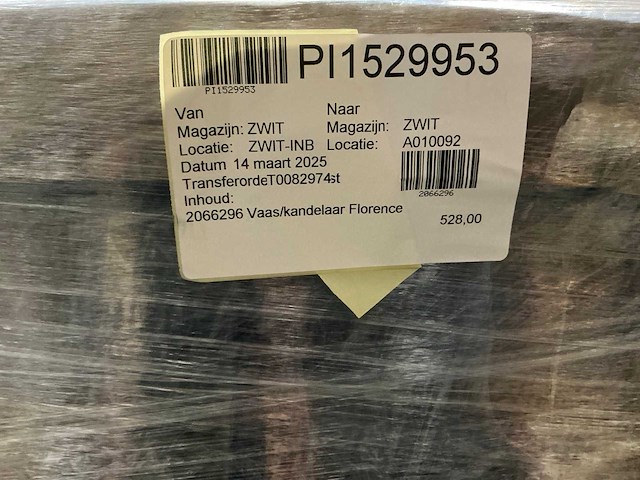 PI1529953
PI1529953
Van Naar
Magazijn: ZWIT Magazijn: ZWIT
Locatie: ZWIT-INB Locatie: A010092
Datum 14 maart 2025
TransferordeT0082974st
2066296
Inhoud:
2066296 Vaas/kandelaar Florence 528,00